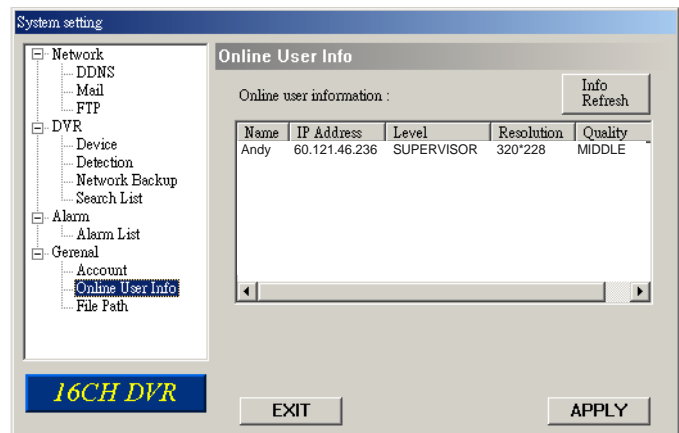 System setting
Network
DDNS
Mail
FTP
DVR
Device
Detection
Network Backup
Search List
Alarm
Alarm List
Gerenal
Account
Online User Info
File Path
16CH DVR
Online User Info
Online user information :
Info
Refresh
Name IP Address Level Resolution Quality
Andy 60.121.46.236 SUPERVISOR 320*228 MIDDLE
EXIT
APPLY